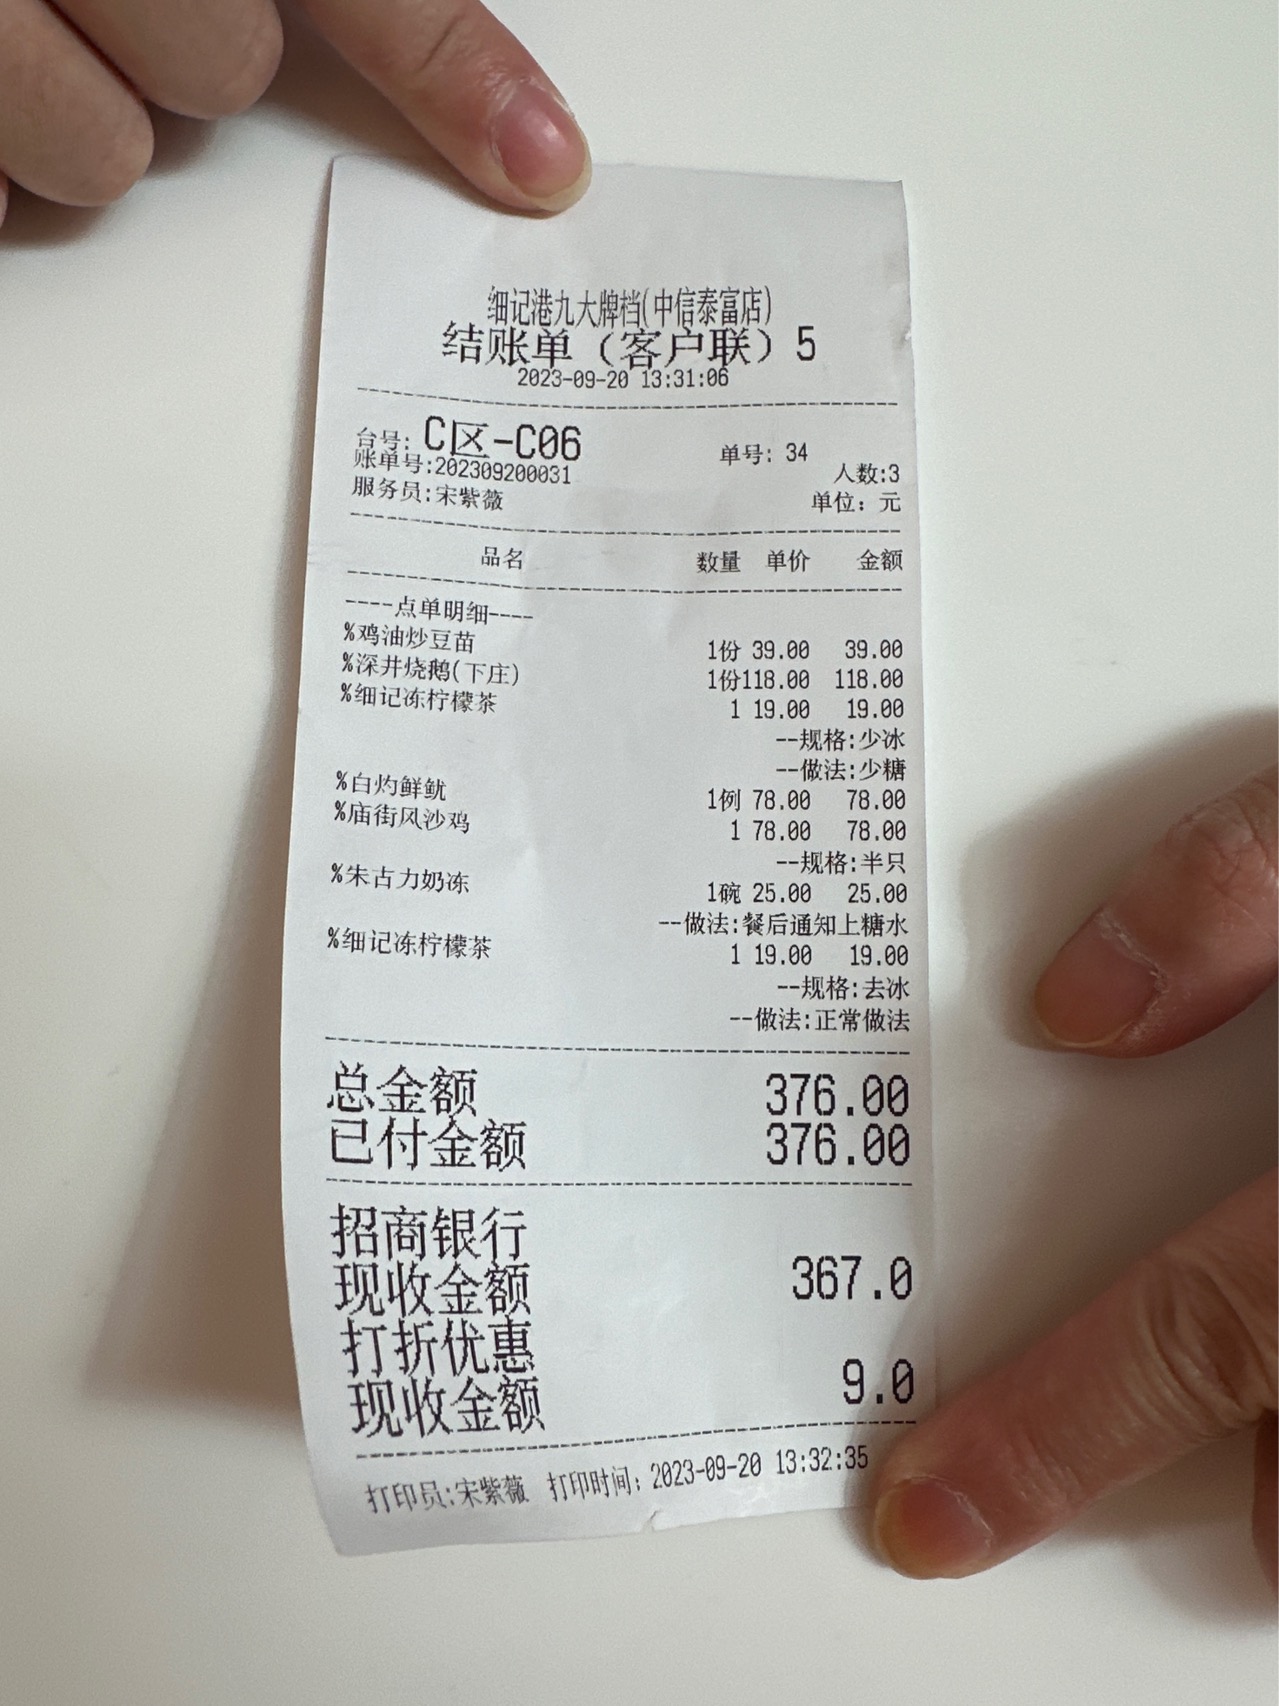 细记港九大牌档(中信泰富店)
结账单（客户联）5
2023-09-20 13:31:06
台号: C区-C06 单号: 34
账单号:202309200031 人数:3
服务员:宋紫薇 单位: 元
品名 数量 单价 金额
----点单明细----
%鸡油炒豆苗 1份 39.00 39.00
%深井烧鹅(下庄) 1份118.00 118.00
%细记冻柠檬茶 1 19.00 19.00
--规格:少冰
--做法:少糖
%白灼鲜鱿 1例 78.00 78.00
%庙街风沙鸡 1 78.00 78.00
--规格:半只
%朱古力奶冻 1碗 25.00 25.00
--做法:餐后通知上糖水
%细记冻柠檬茶 1 19.00 19.00
--规格:去冰
--做法:正常做法
总金额 376.00
已付金额 376.00
招商银行
现收金额 367.0
打折优惠
现收金额 9.0
打印员:宋紫薇 打印时间: 2023-09-20 13:32:35